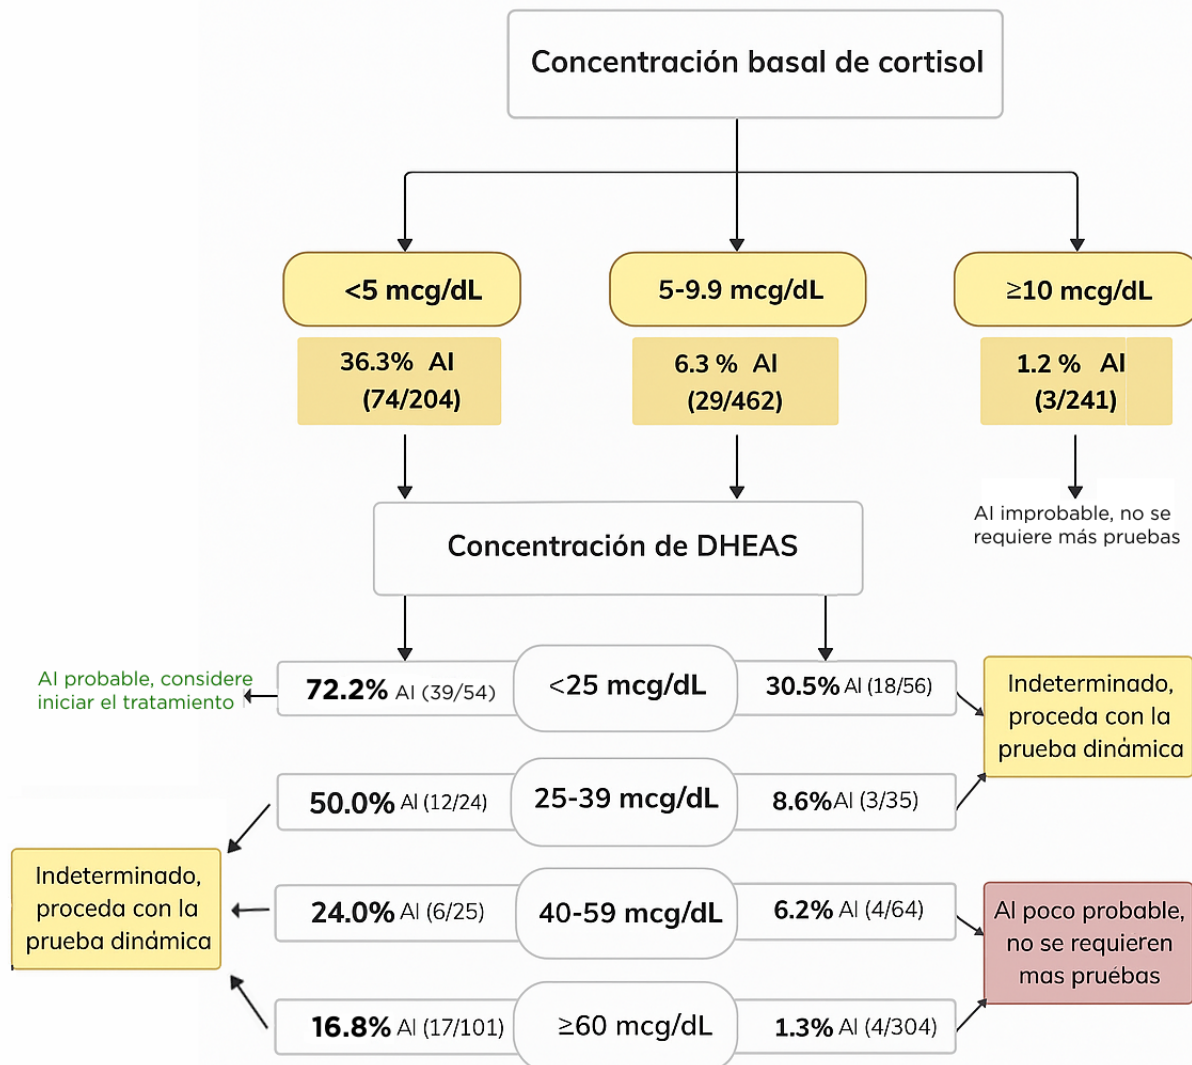 Concentración basal de cortisol
<5 mcg/dL
5-9.9 mcg/dL
≥10 mcg/dL
36.3% AI
(74/204)
6.3 % AI
(29/462)
1.2 % AI
(3/241)
AI improbable, no se
requiere más pruebas
Concentración de DHEAS
AI probable, considere
iniciar el tratamiento
72.2% AI (39/54)
<25 mcg/dL
30.5% AI (18/56)
Indeterminado,
proceda con la
prueba dinámica
50.0% AI (12/24)
25-39 mcg/dL
8.6%AI (3/35)
Indeterminado,
proceda con la
prueba dinámica
24.0% AI (6/25)
40-59 mcg/dL
6.2% AI (4/64)
AI poco probable,
no se requieren
mas pruébas
16.8% AI (17/101)
≥60 mcg/dL
1.3% AI (4/304)